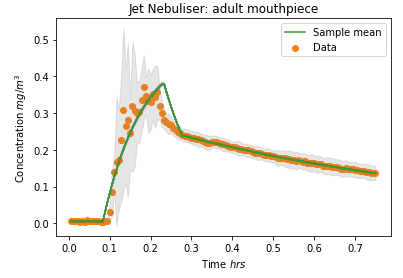 Jet Nebuliser: adult mouthpiece
Sample mean
Data
Concentration mg/m³
0.5
0.4
0.3
0.2
0.1
0.0
0.0 0.1 0.2 0.3 0.4 0.5 0.6 0.7
Time hrs